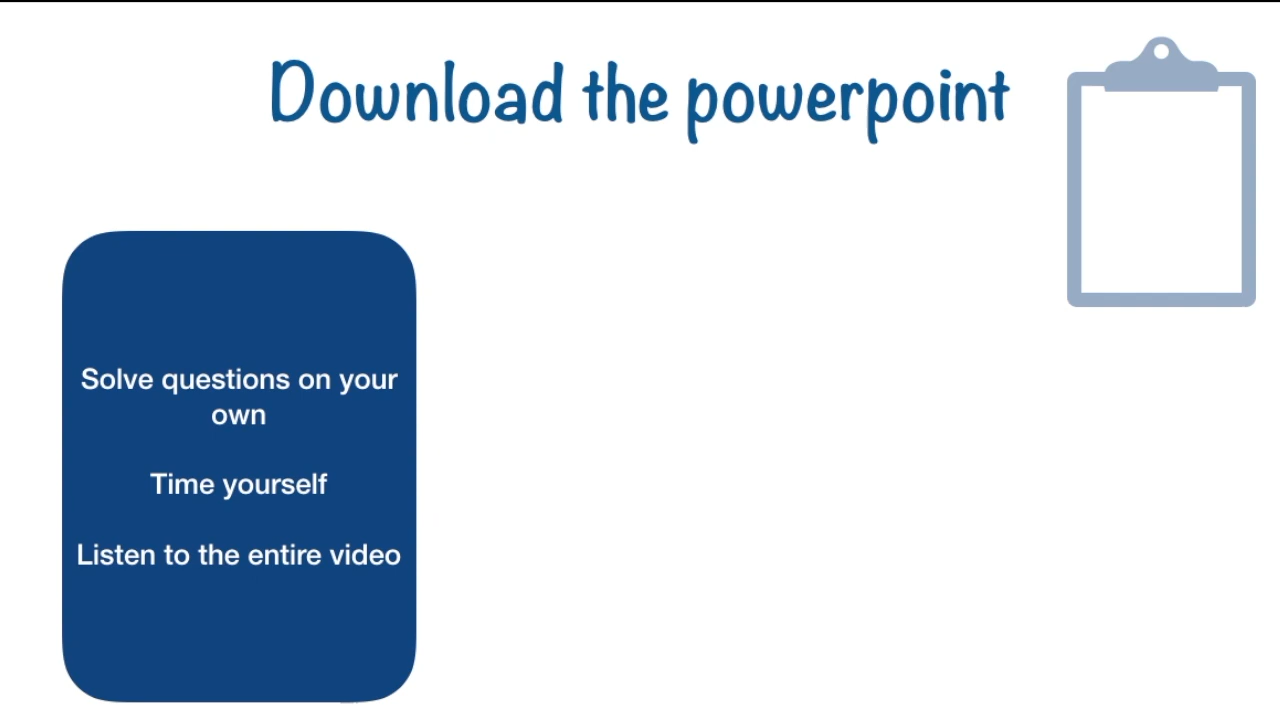 Download the powerpoint
Solve questions on your
own
Time yourself
Listen to the entire video